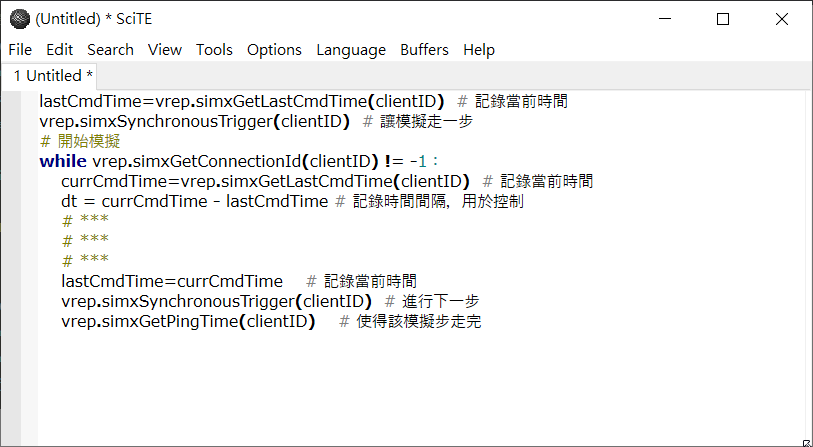 (Untitled) * SciTE
File Edit Search View Tools Options Language Buffers Help
1 Untitled *
lastCmdTime=vrep.simxGetLastCmdTime(clientID)  # 記錄當前時間
vrep.simxSynchronousTrigger(clientID)  # 讓模擬走一步
# 開始模擬
while vrep.simxGetConnectionId(clientID) != -1：
    currCmdTime=vrep.simxGetLastCmdTime(clientID)  # 記錄當前時間
    dt = currCmdTime - lastCmdTime # 記錄時間間隔，用於控制
    # ***
    # ***
    # ***
    lastCmdTime=currCmdTime    # 記錄當前時間
    vrep.simxSynchronousTrigger(clientID)  # 進行下一步
    vrep.simxGetPingTime(clientID)    # 使得該模擬步走完